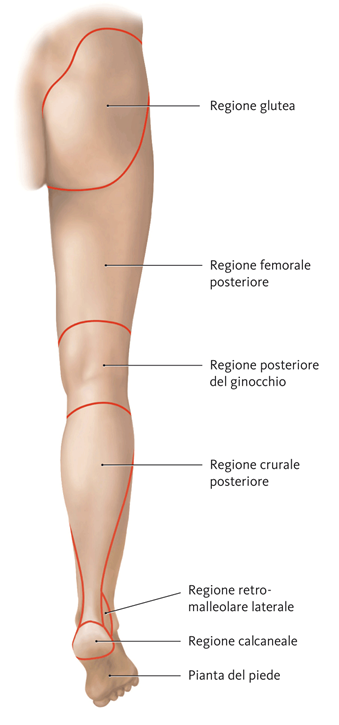 Regione glutea
Regione femorale
posteriore
Regione posteriore
del ginocchio
Regione crurale
posteriore
Regione retro-
malleolare laterale
Regione calcaneale
Pianta del piede